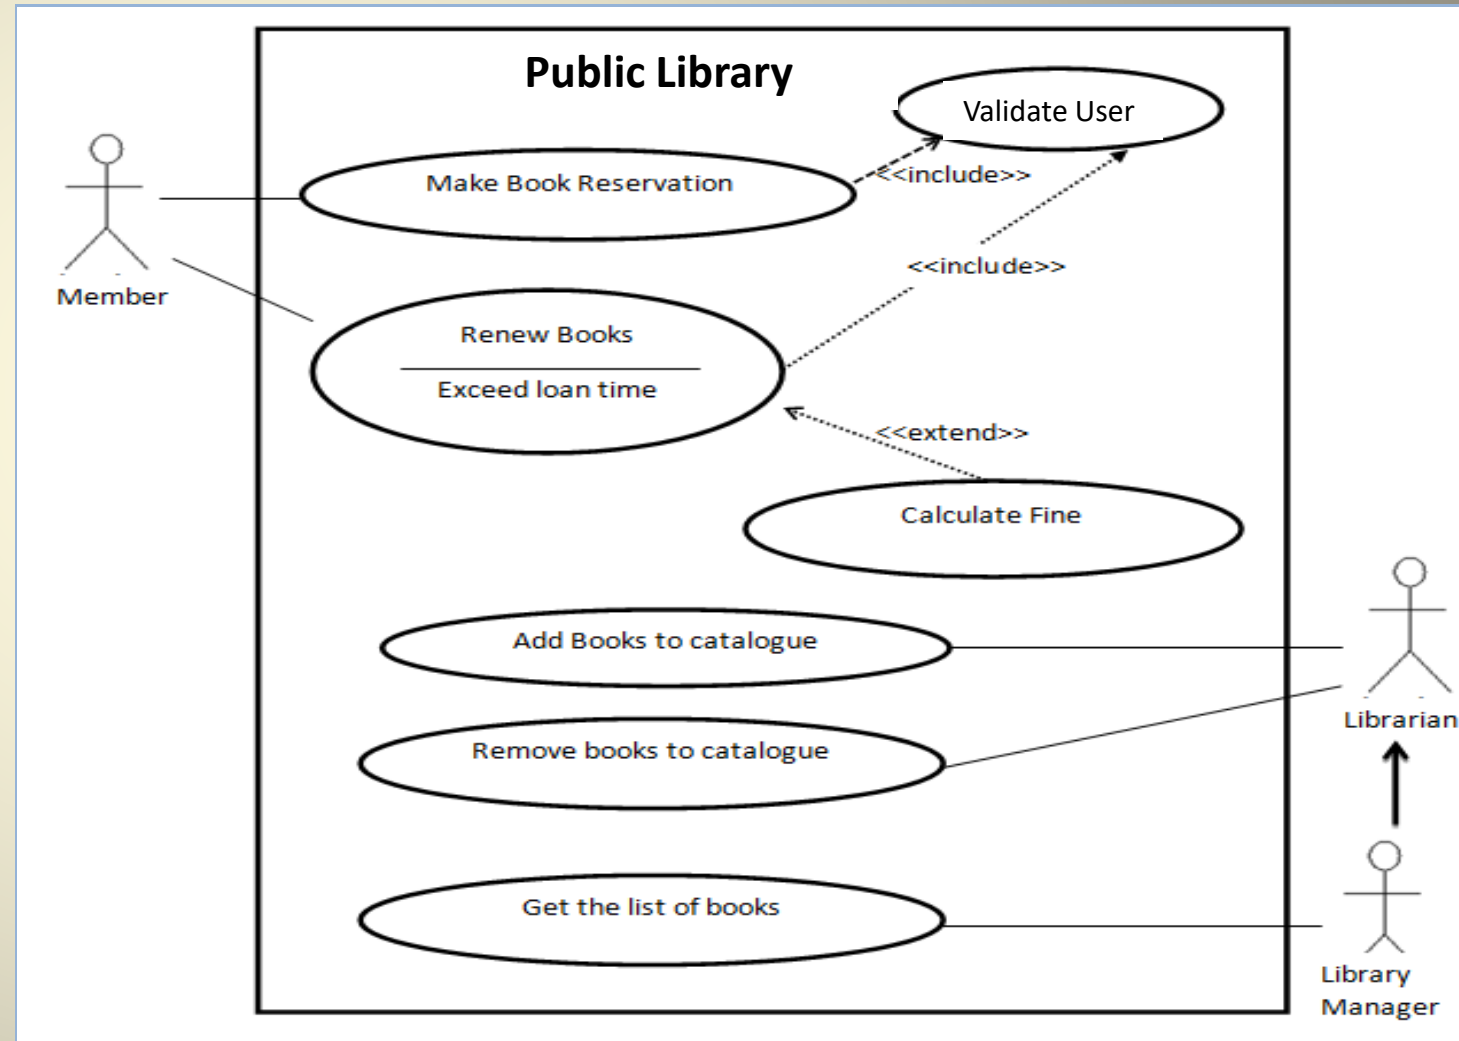 Public Library
Validate User
Make Book Reservation
<<include>>
<<include>>
Member
Renew Books
Exceed loan time
<<extend>>
Calculate Fine
Add Books to catalogue
Librarian
Remove books to catalogue
Get the list of books
Library
Manager